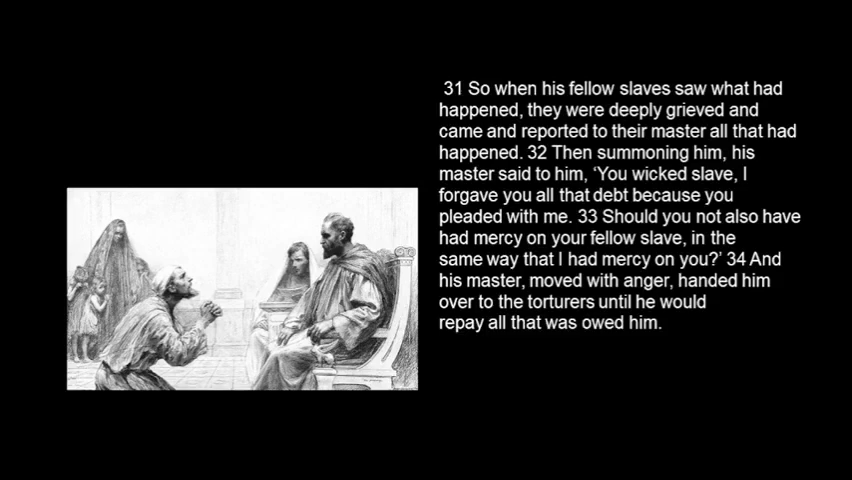 31 So when his fellow slaves saw what had
happened, they were deeply grieved and
came and reported to their master all that had
happened. 32 Then summoning him, his
master said to him, ‘You wicked slave, I
forgave you all that debt because you
pleaded with me. 33 Should you not also have
had mercy on your fellow slave, in the
same way that I had mercy on you?’ 34 And
his master, moved with anger, handed him
over to the torturers until he would
repay all that was owed him.